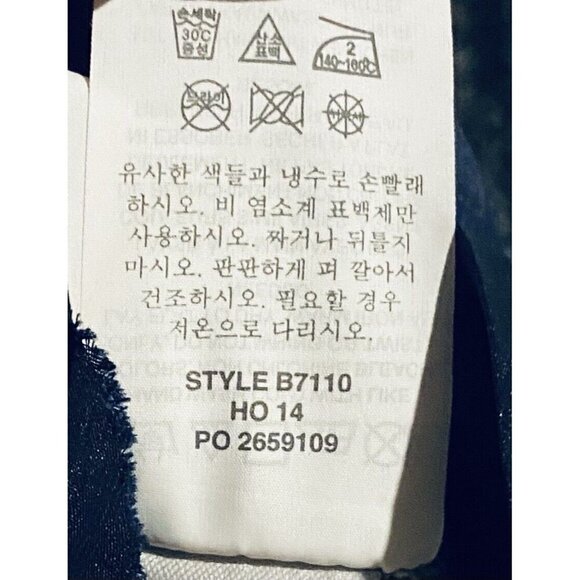 손세탁
30°C
중성
산소
표백
2
140~160°C
드라이
유사한 색들과 냉수로 손빨래
하시오. 비 염소계 표백제만
사용하시오. 짜거나 뒤틀지
마시오. 판판하게 펴 깔아서
건조하시오. 필요할 경우
저온으로 다리시오.
STYLE B7110
HO 14
PO 2659109